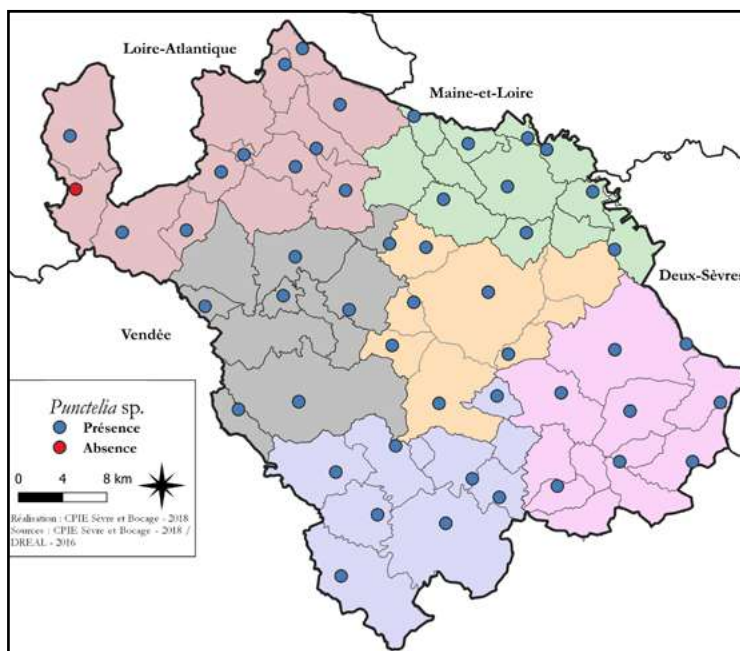 Loire-Atlantique
Maine-et-Loire
Deux-Sèvres
Vendée
Punctelia sp.
Présence
Absence
0 4 8 km
Réalisation : CPIE Sèvre et Bocage - 2018
Sources : CPIE Sèvre et Bocage - 2018 /
DREAL - 2016